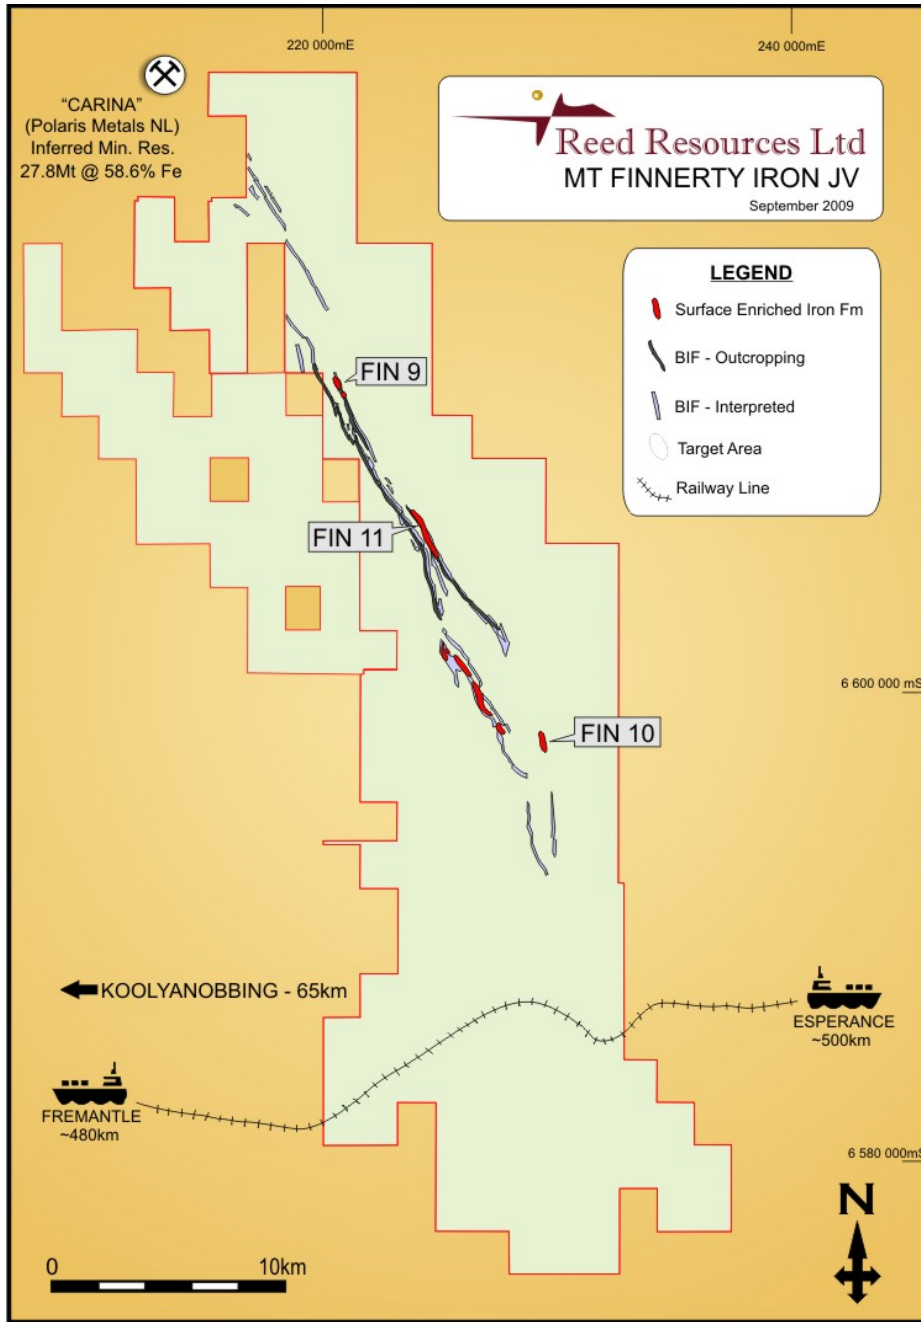 220 000mE
240 000mE
"CARINA"
(Polaris Metals NL)
Inferred Min. Res.
27.8Mt @ 58.6% Fe
Reed Resources Ltd
MT FINNERTY IRON JV
September 2009
LEGEND
Surface Enriched Iron Fm
BIF - Outcropping
BIF - Interpreted
Target Area
Railway Line
FIN 9
FIN 11
6 600 000 mS
FIN 10
KOOLYANOBBING - 65km
ESPERANCE
~500km
FREMANTLE
~480km
6 580 000mS
N
0
10km